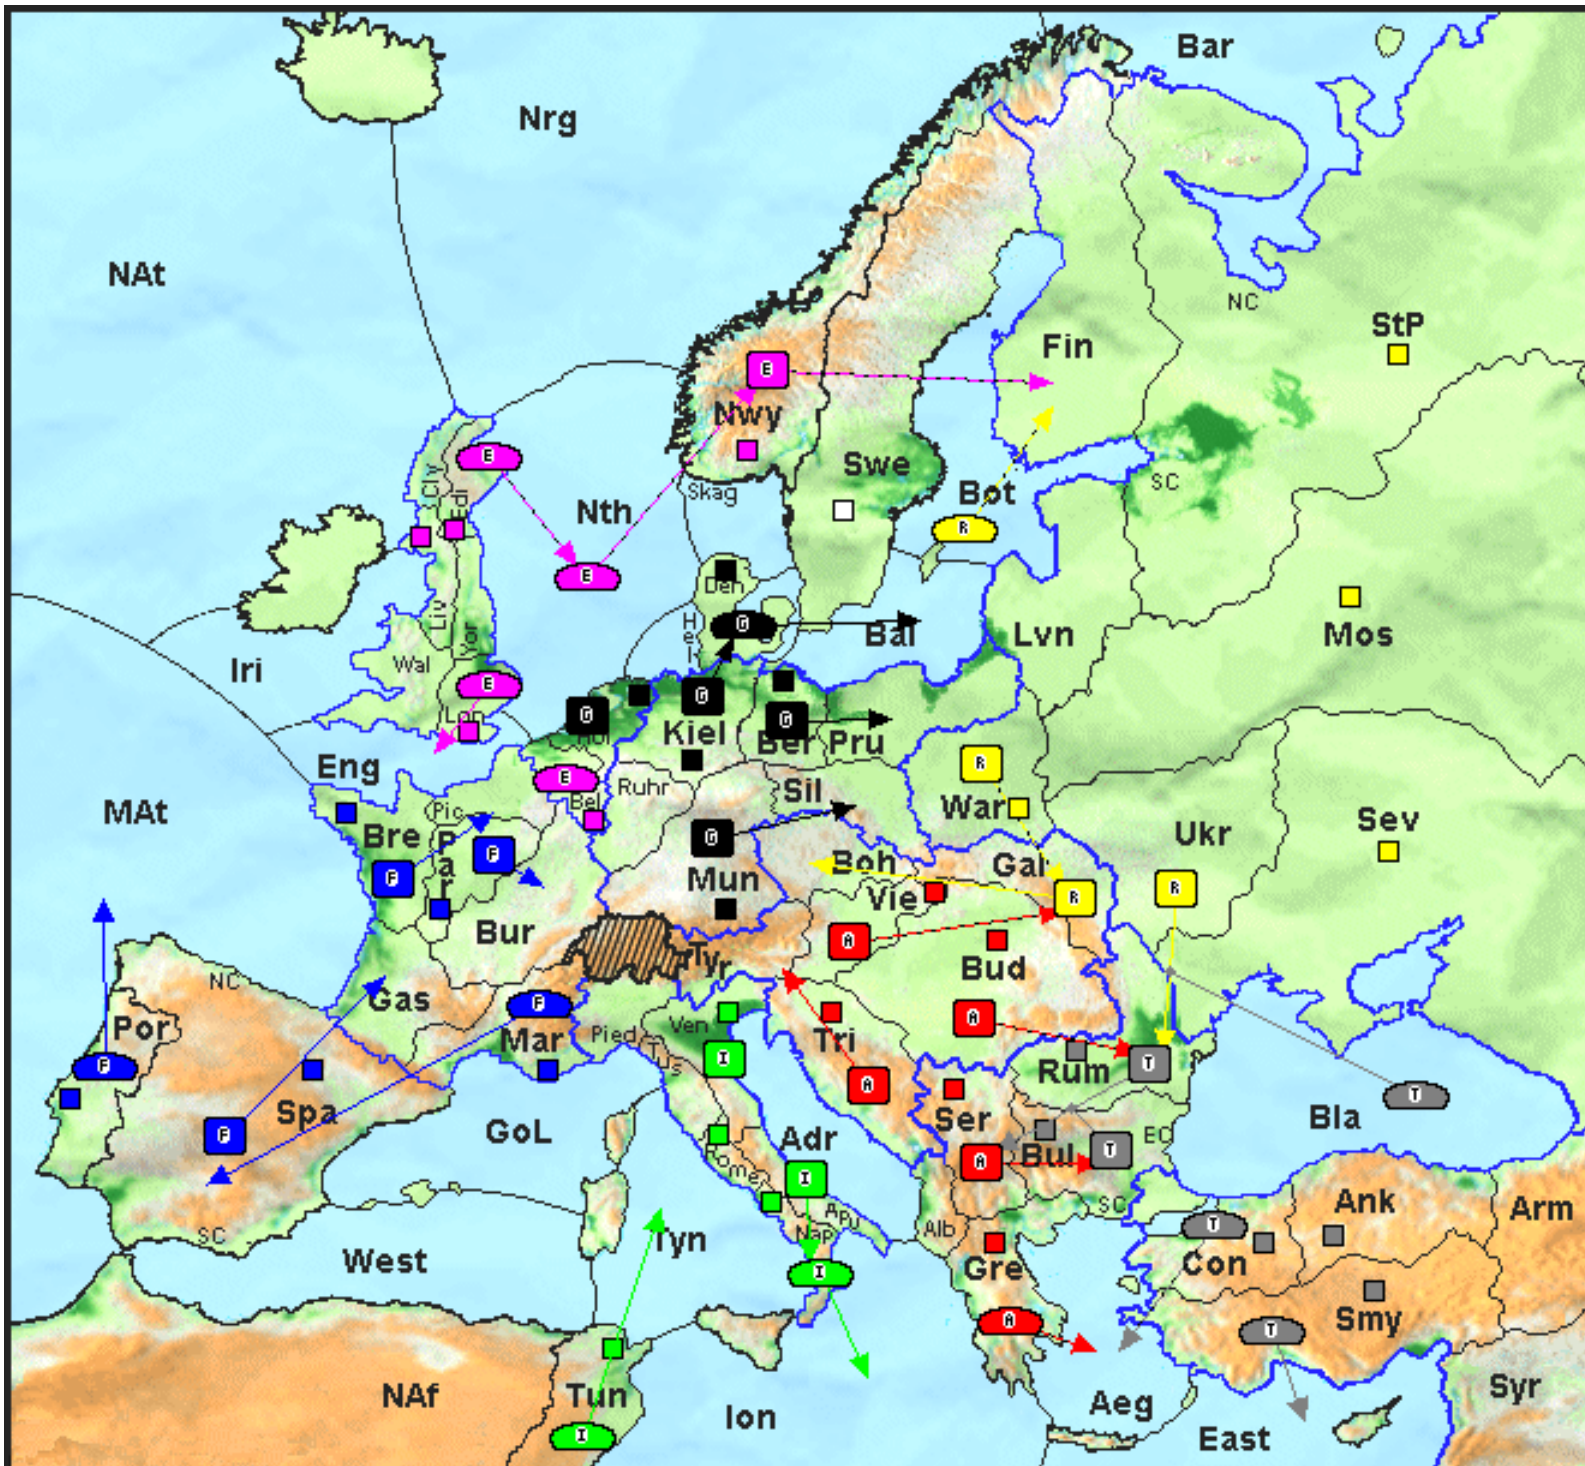 Bar
Nrg
NAt
NC
StP
Fin
Nwy
E
Swe
SC
E
Cly
Edi
Skag
Bot
Nth
R
E
Den
G
Hel
Bal
Lvn
Mos
Liv
Yor
Wal
Iri
E
Lon
G
Hol
G
Kiel
G
Ber
Pru
Eng
E
Bel
Ruhr
Sil
R
War
MAt
Pic
Bre
Par
F
F
G
Mun
Boh
Gal
Vie
R
R
Ukr
Sev
Bur
A
Bud
Tyr
NC
Gas
F
Mar
Pied
Ven
Tus
Tri
A
Por
F
Spa
F
I
A
Rum
T
Ser
T
Bla
GoL
Adr
Rome
I
Apu
Nap
A
Bul
T
EC
SC
Ank
Arm
SC
West
Tyn
Alb
Gre
T
Con
I
A
T
Smy
NAf
Tun
I
Ion
Aeg
East
Syr